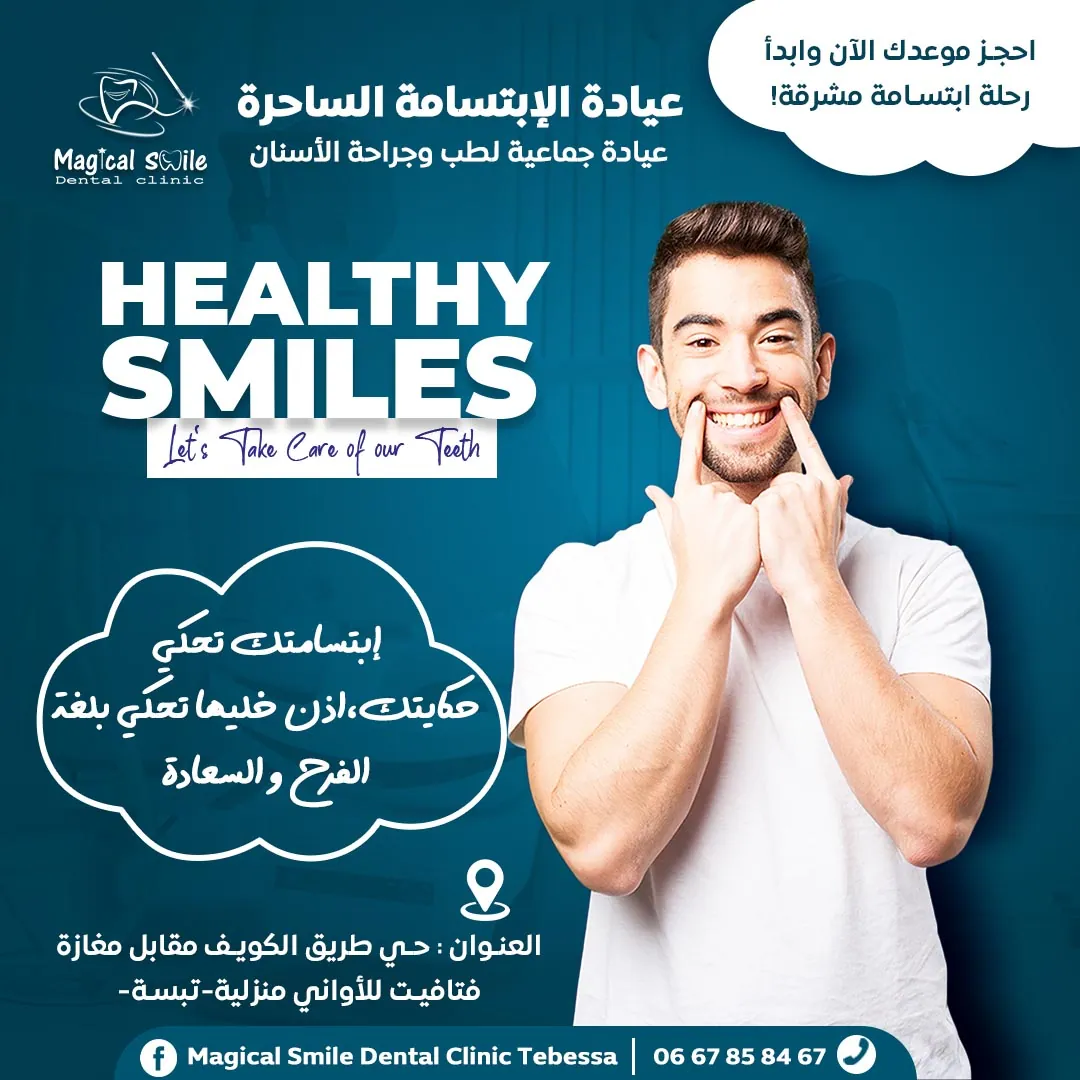 احجز موعدك الآن وابدأ
رحلة ابتسامة مشرقة!
عيادة الإبتسامة الساحرة
عيادة جماعية لطب وجراحة الأسنان
Magical Smile
Dental clinic
HEALTHY
SMILES
Let's Take Care of our Teeth
إبتسامتك تحكي
حكايتك،اذن خليها تحكي بلغة
الفرح و السعادة
العنوان : حي طريق الكويف مقابل مغازة
فتافيت للأواني منزلية-تبسة-
Magical Smile Dental Clinic Tebessa | 06 67 85 84 67